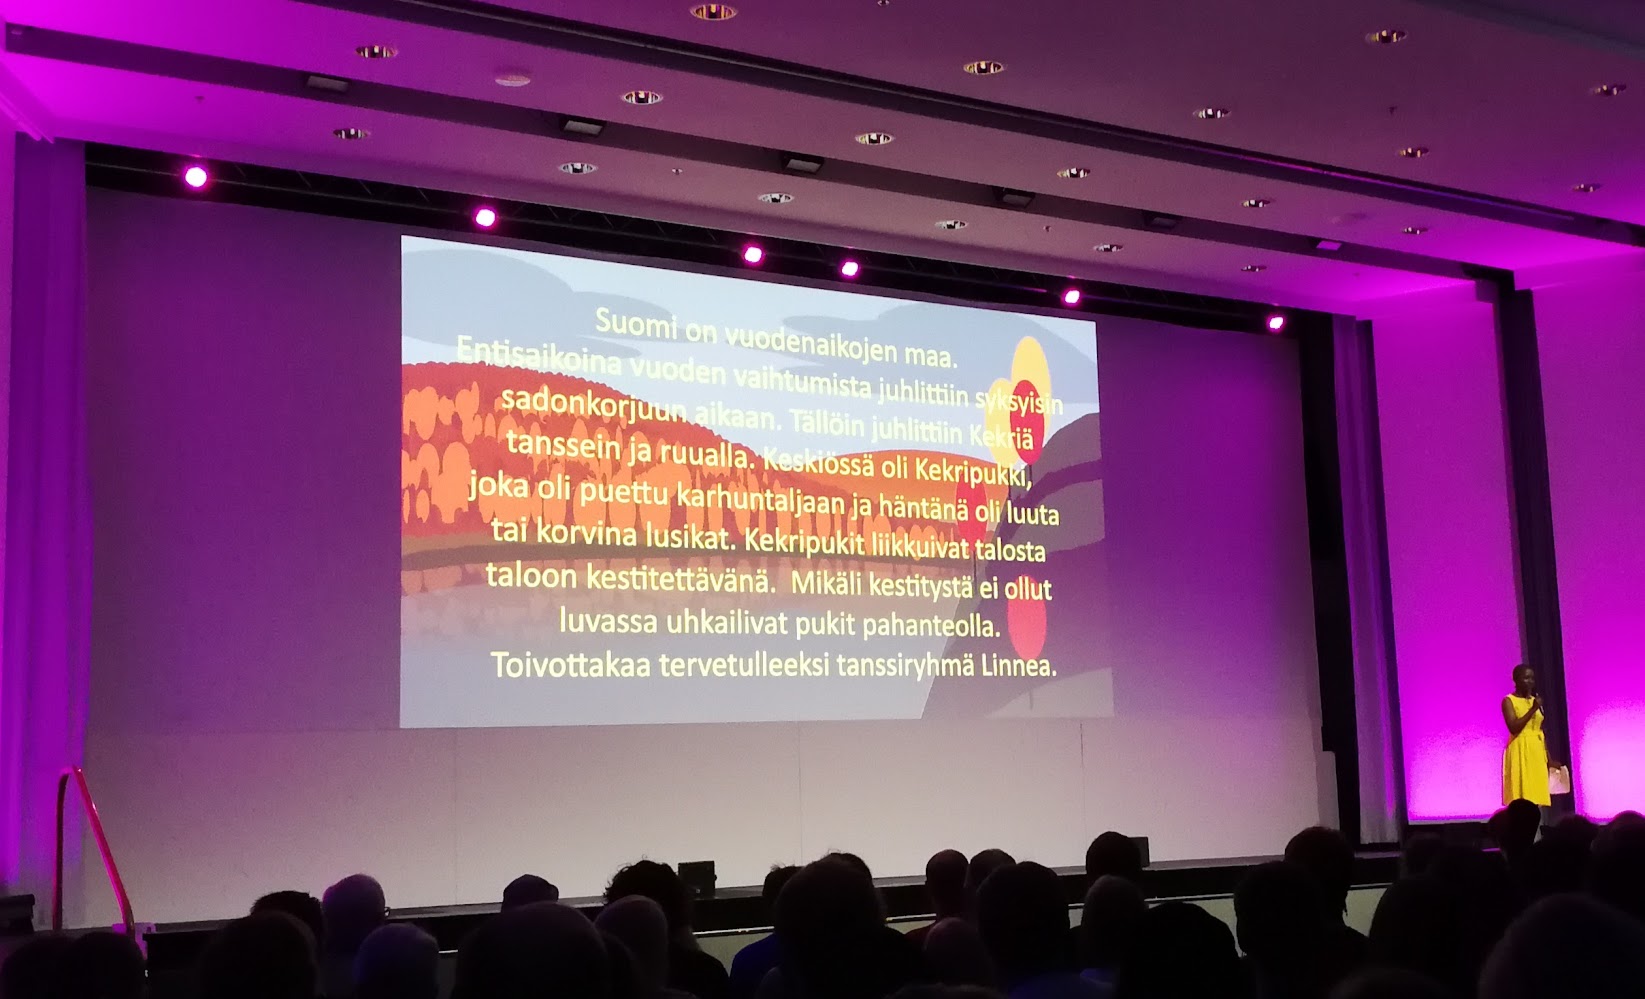 Suomi on vuodenaikojen maa.
Entisaikoina vuoden vaihtumista juhlittiin syksyisin
sadonkorjuun aikaan. Tällöin juhlittiin Kekriä
tanssein ja ruualla. Keskiössä oli Kekripukki,
joka oli puettu karhuntaljaan ja häntänä oli luuta
tai korvina lusikat. Kekripukit liikkuivat talosta
taloon kestitettävänä. Mikäli kestitystä ei ollut
luvassa uhkailivat pukit pahanteolla.
Toivottakaa tervetulleeksi tanssiryhmä Linnea.